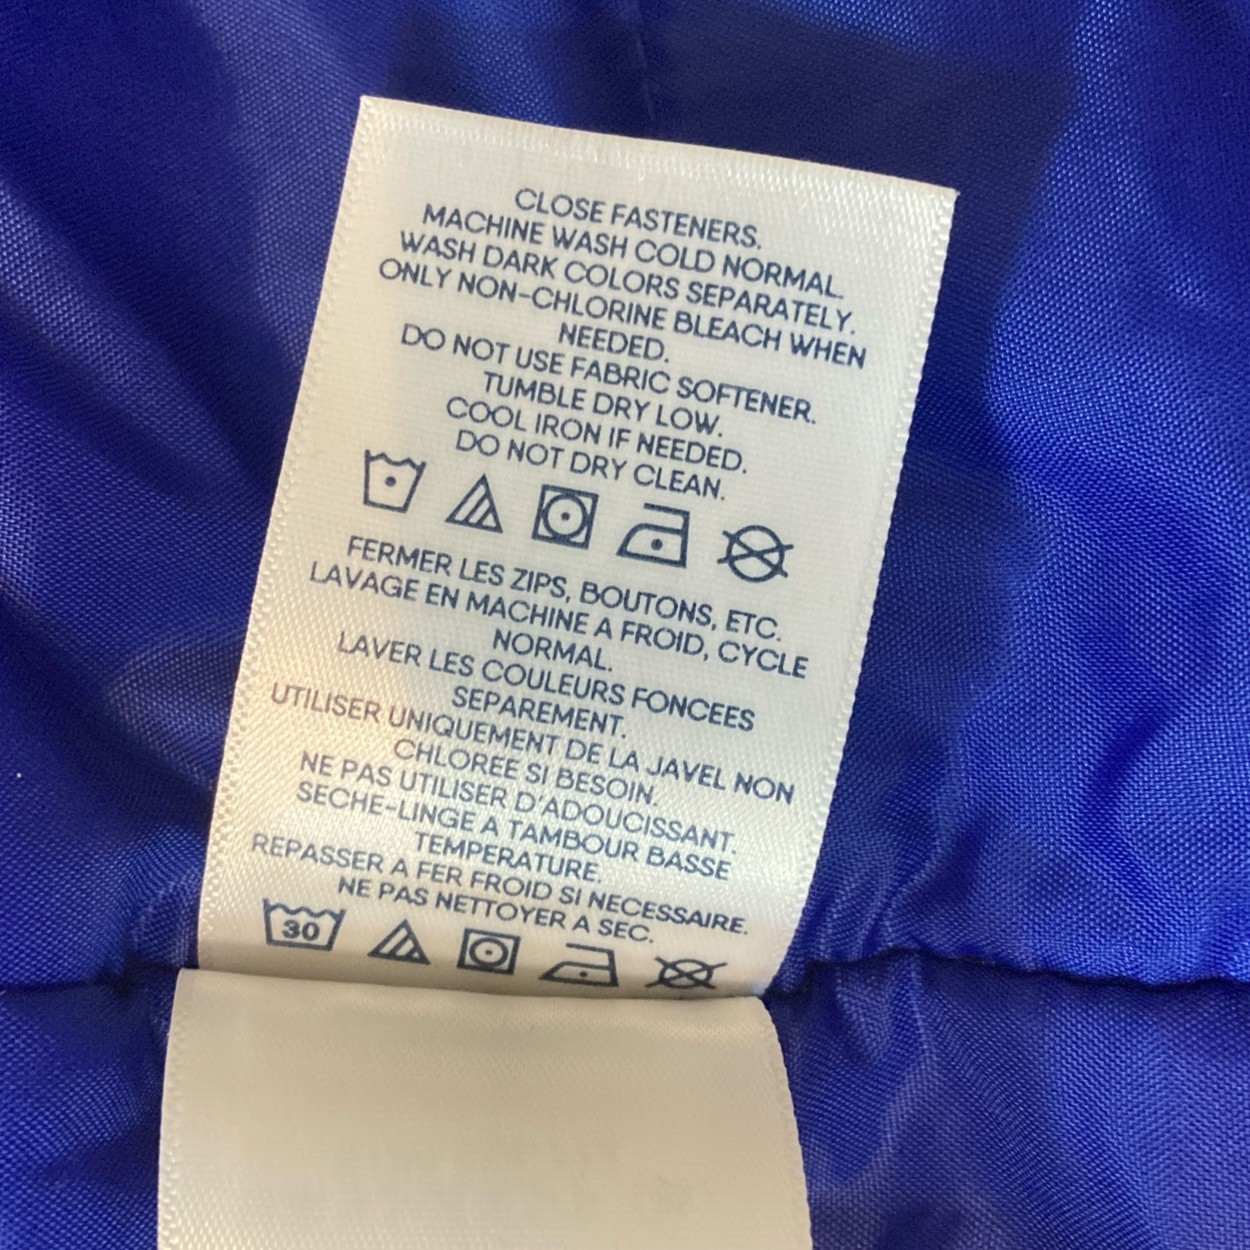 CLOSE FASTENERS.
MACHINE WASH COLD NORMAL.
WASH DARK COLORS SEPARATELY.
ONLY NON-CHLORINE BLEACH WHEN
NEEDED.
DO NOT USE FABRIC SOFTENER.
TUMBLE DRY LOW.
COOL IRON IF NEEDED.
DO NOT DRY CLEAN.
FERMER LES ZIPS, BOUTONS, ETC.
LAVAGE EN MACHINE A FROID, CYCLE
NORMAL.
LAVER LES COULEURS FONCEES
SEPAREMENT.
UTILISER UNIQUEMENT DE LA JAVEL NON
CHLOREE SI BESOIN.
NE PAS UTILISER D'ADOUCISSANT.
SECHE-LINGE A TAMBOUR BASSE
TEMPERATURE.
REPASSER A FER FROID SI NECESSAIRE.
NE PAS NETTOYER A SEC.
30